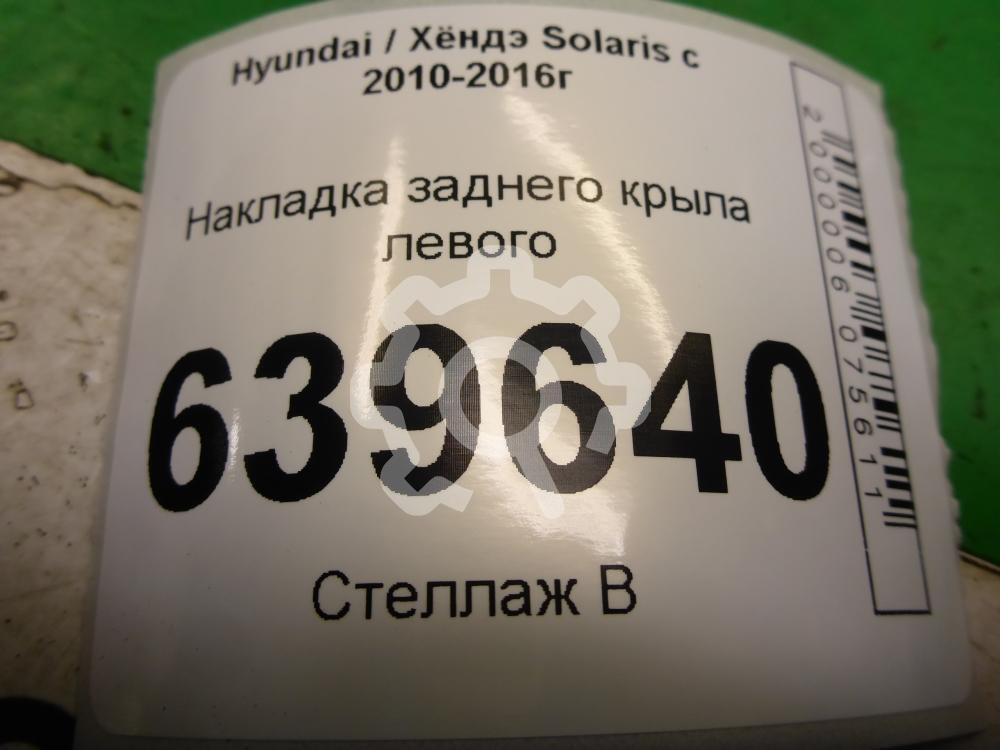 Hyundai / Хёндэ Solaris с
2010-2016г
Накладка заднего крыла
левого
639640
Стеллаж В
2000006075611